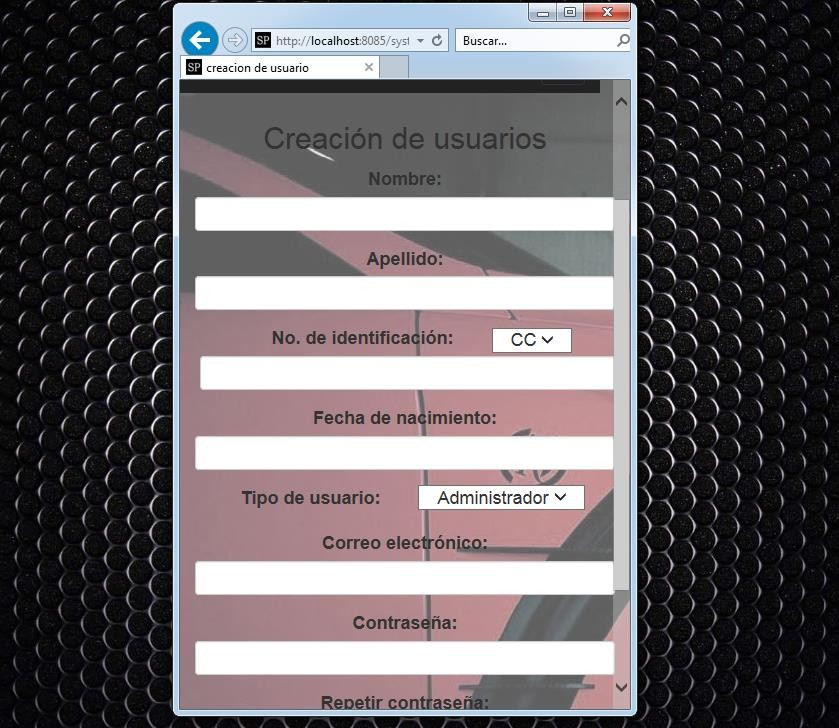 SP http://localhost:8085/syst
Buscar...
SP creacion de usuario
Creación de usuarios
Nombre:
Apellido:
No. de identificación: CC
Fecha de nacimiento:
Tipo de usuario: Administrador
Correo electrónico:
Contraseña:
Repetir contraseña: